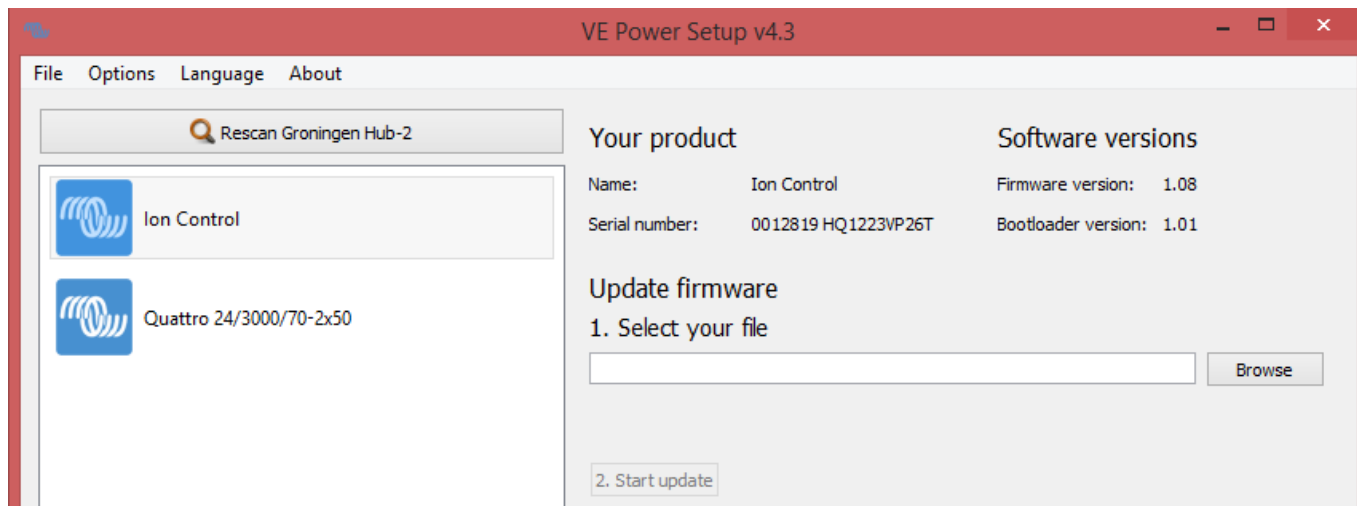 VE Power Setup v4.3
File Options Language About
Rescan Groningen Hub-2
Ion Control
Quattro 24/3000/70-2x50
Your product
Name: Ion Control
Serial number: 0012819 HQ1223VP26T
Software versions
Firmware version: 1.08
Bootloader version: 1.01
Update firmware
1. Select your file
Browse
2. Start update